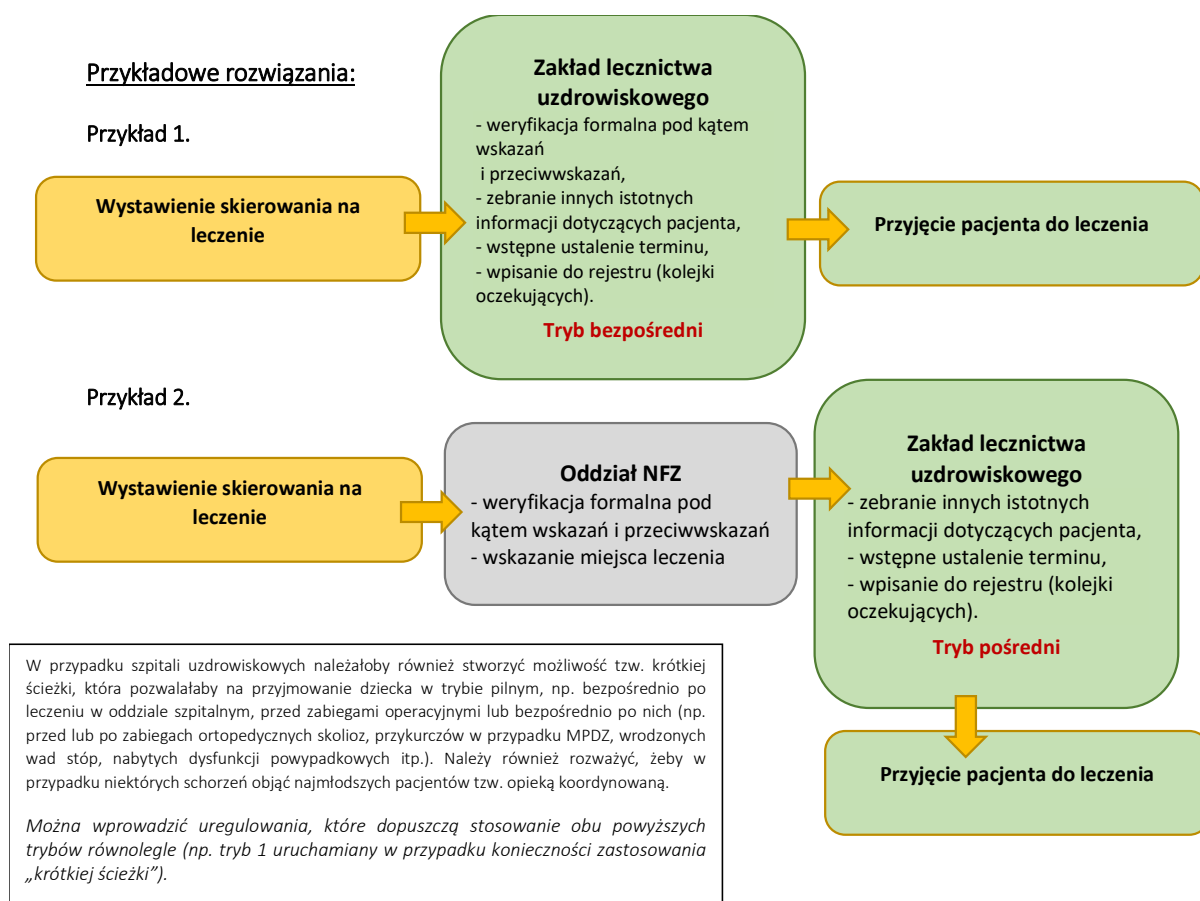 Przykładowe rozwiązania:
Przykład 1.
Wystawienie skierowania na
leczenie
Zakład lecznictwa
uzdrowiskowego
- weryfikacja formalna pod kątem
wskazań
i przeciwwskazań,
- zebranie innych istotnych
informacji dotyczących pacjenta,
- wstępne ustalenie terminu,
- wpisanie do rejestru (kolejki
oczekujących).
Tryb bezpośredni
Przyjęcie pacjenta do leczenia
Przykład 2.
Wystawienie skierowania na
leczenie
Oddział NFZ
- weryfikacja formalna pod
kątem wskazań i przeciwwskazań
- wskazanie miejsca leczenia
Zakład lecznictwa
uzdrowiskowego
- zebranie innych istotnych
informacji dotyczących pacjenta,
- wstępne ustalenie terminu,
- wpisanie do rejestru (kolejki
oczekujących).
Tryb pośredni
Przyjęcie pacjenta do leczenia
W przypadku szpitali uzdrowiskowych należałoby również stworzyć możliwość tzw. krótkiej
ścieżki, która pozwalałaby na przyjmowanie dziecka w trybie pilnym, np. bezpośrednio po
leczeniu w oddziale szpitalnym, przed zabiegami operacyjnymi lub bezpośrednio po nich (np.
przed lub po zabiegach ortopedycznych skolioz, przykurczów w przypadku MPDZ, wrodzonych
wad stóp, nabytych dysfunkcji powypadkowych itp.). Należy również rozważyć, żeby w
przypadku niektórych schorzeń objąć najmłodszych pacjentów tzw. opieką koordynowaną.
Można wprowadzić uregulowania, które dopuszczą stosowanie obu powyższych
trybów równolegle (np. tryb 1 uruchamiany w przypadku konieczności zastosowania
„krótkiej ścieżki”).